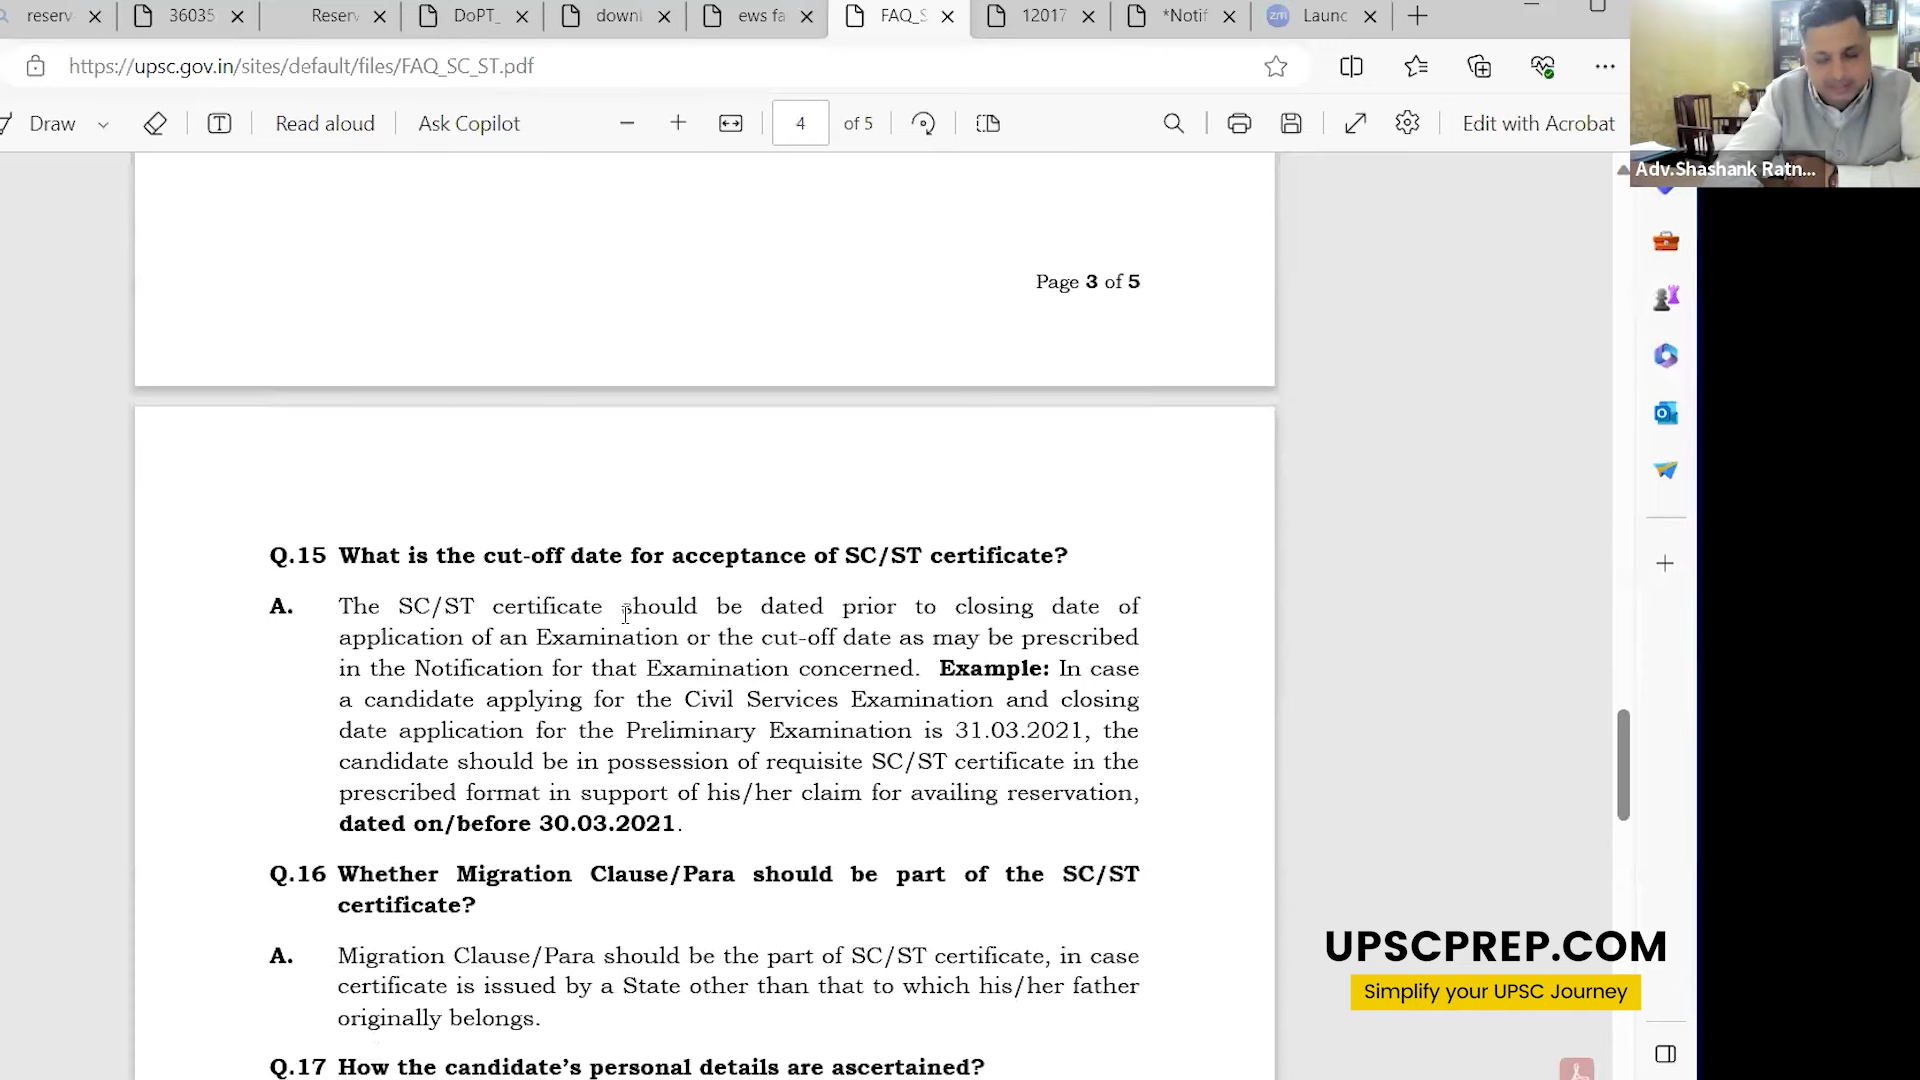 reserv
36035
Reserv
DoPT_
downl
ews fa
FAQ_S
12017
*Notif
zm
Launc
https://upsc.gov.in/sites/default/files/FAQ_SC_ST.pdf
Draw
Read aloud
Ask Copilot
4
of 5
Edit with Acrobat
Adv.Shashank Ratn...
Page 3 of 5
Q.15 What is the cut-off date for acceptance of SC/ST certificate?
A. The SC/ST certificate should be dated prior to closing date of
application of an Examination or the cut-off date as may be prescribed
in the Notification for that Examination concerned. Example: In case
a candidate applying for the Civil Services Examination and closing
date application for the Preliminary Examination is 31.03.2021, the
candidate should be in possession of requisite SC/ST certificate in the
prescribed format in support of his/her claim for availing reservation,
dated on/before 30.03.2021.
Q.16 Whether Migration Clause/Para should be part of the SC/ST
certificate?
A. Migration Clause/Para should be the part of SC/ST certificate, in case
certificate is issued by a State other than that to which his/her father
originally belongs.
Q.17 How the candidate's personal details are ascertained?
UPSCPREP.COM
Simplify your UPSC Journey